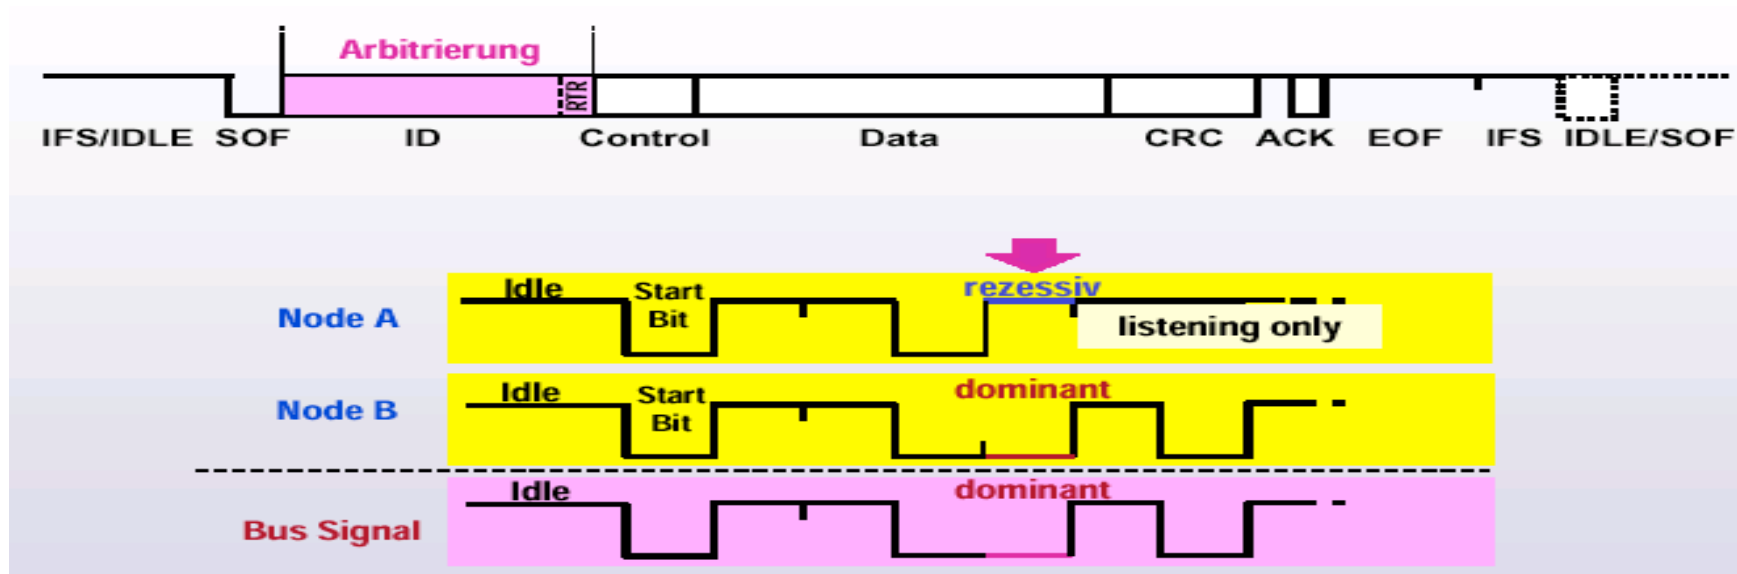 Arbitrierung
RTR
IFS/IDLE SOF ID Control Data CRC ACK EOF IFS IDLE/SOF
Idle Start Bit rezessiv
Node A
listening only
Idle Start Bit dominant
Node B
Idle dominant
Bus Signal